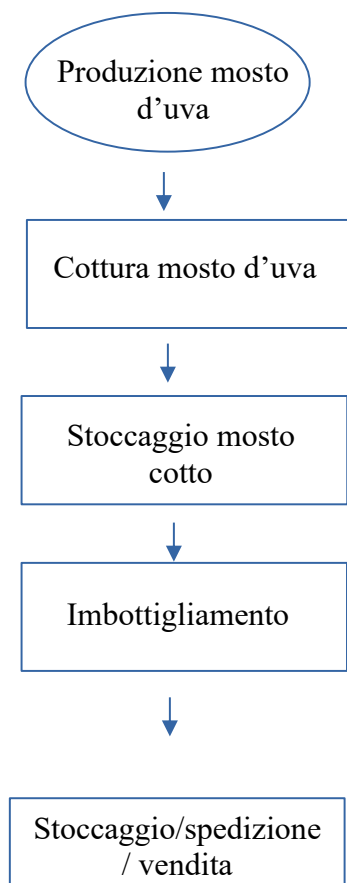 Produzione mosto
d’uva
Cottura mosto d’uva
Stoccaggio mosto
cotto
Imbottigliamento
Stoccaggio/spedizione
/ vendita